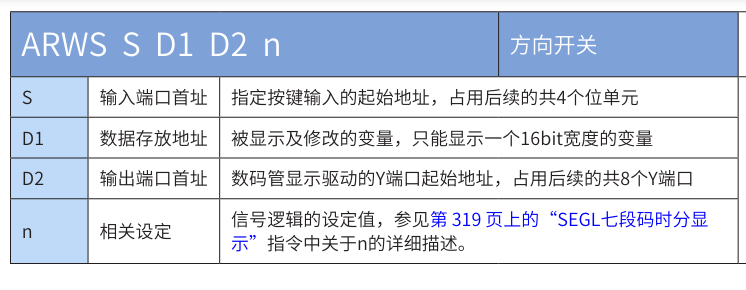 ARWS S D1 D2 n 方向开关
S 输入端口首址 指定按键输入的起始地址，占用后续的共4个位单元
D1 数据存放地址 被显示及修改的变量，只能显示一个16bit宽度的变量
D2 输出端口首址 数码管显示驱动的Y端口起始地址，占用后续的共8个Y端口
n 相关设定 信号逻辑的设定值，参见第 319 页上的“SEGL七段码时分显
示”指令中关于n的详细描述。